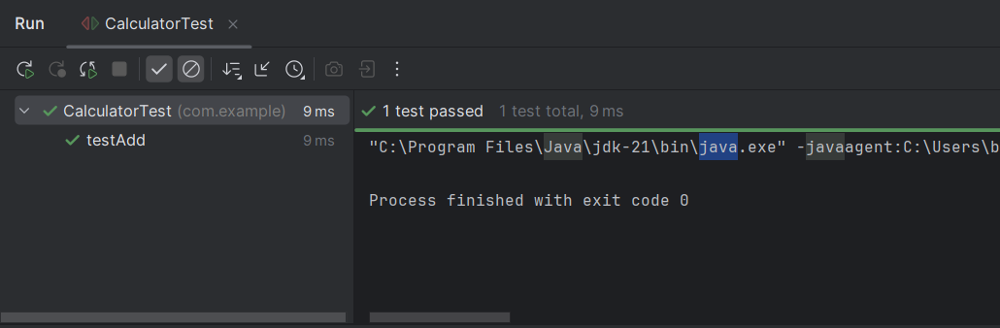 Run CalculatorTest
CalculatorTest (com.example) 9 ms
testAdd 9 ms
1 test passed 1 test total, 9 ms
"C:\Program Files\Java\jdk-21\bin\java.exe" -javaagent:C:\Users\b
Process finished with exit code 0